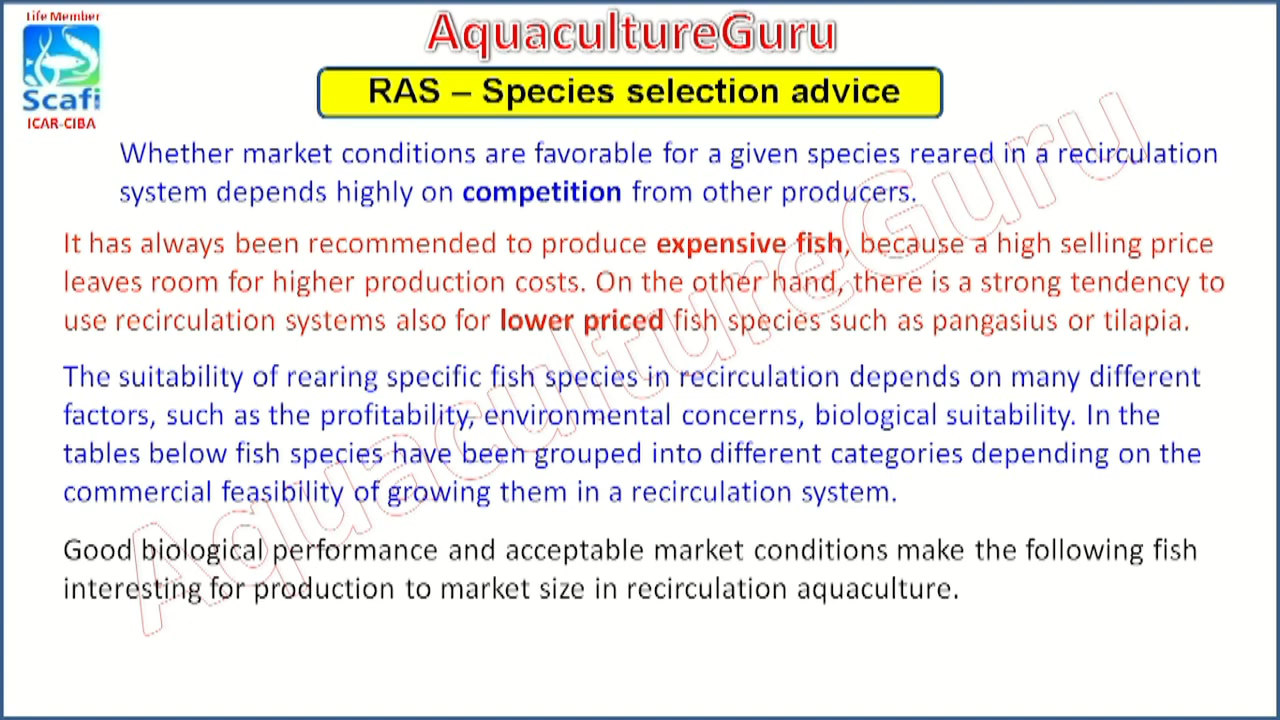 Life Member
Scafi
ICAR-CIBA
AquacultureGuru
RAS – Species selection advice
Whether market conditions are favorable for a given species reared in a recirculation
system depends highly on competition from other producers.
It has always been recommended to produce expensive fish, because a high selling price
leaves room for higher production costs. On the other hand, there is a strong tendency to
use recirculation systems also for lower priced fish species such as pangasius or tilapia.
The suitability of rearing specific fish species in recirculation depends on many different
factors, such as the profitability, environmental concerns, biological suitability. In the
tables below fish species have been grouped into different categories depending on the
commercial feasibility of growing them in a recirculation system.
Good biological performance and acceptable market conditions make the following fish
interesting for production to market size in recirculation aquaculture.
AquacultureGuru